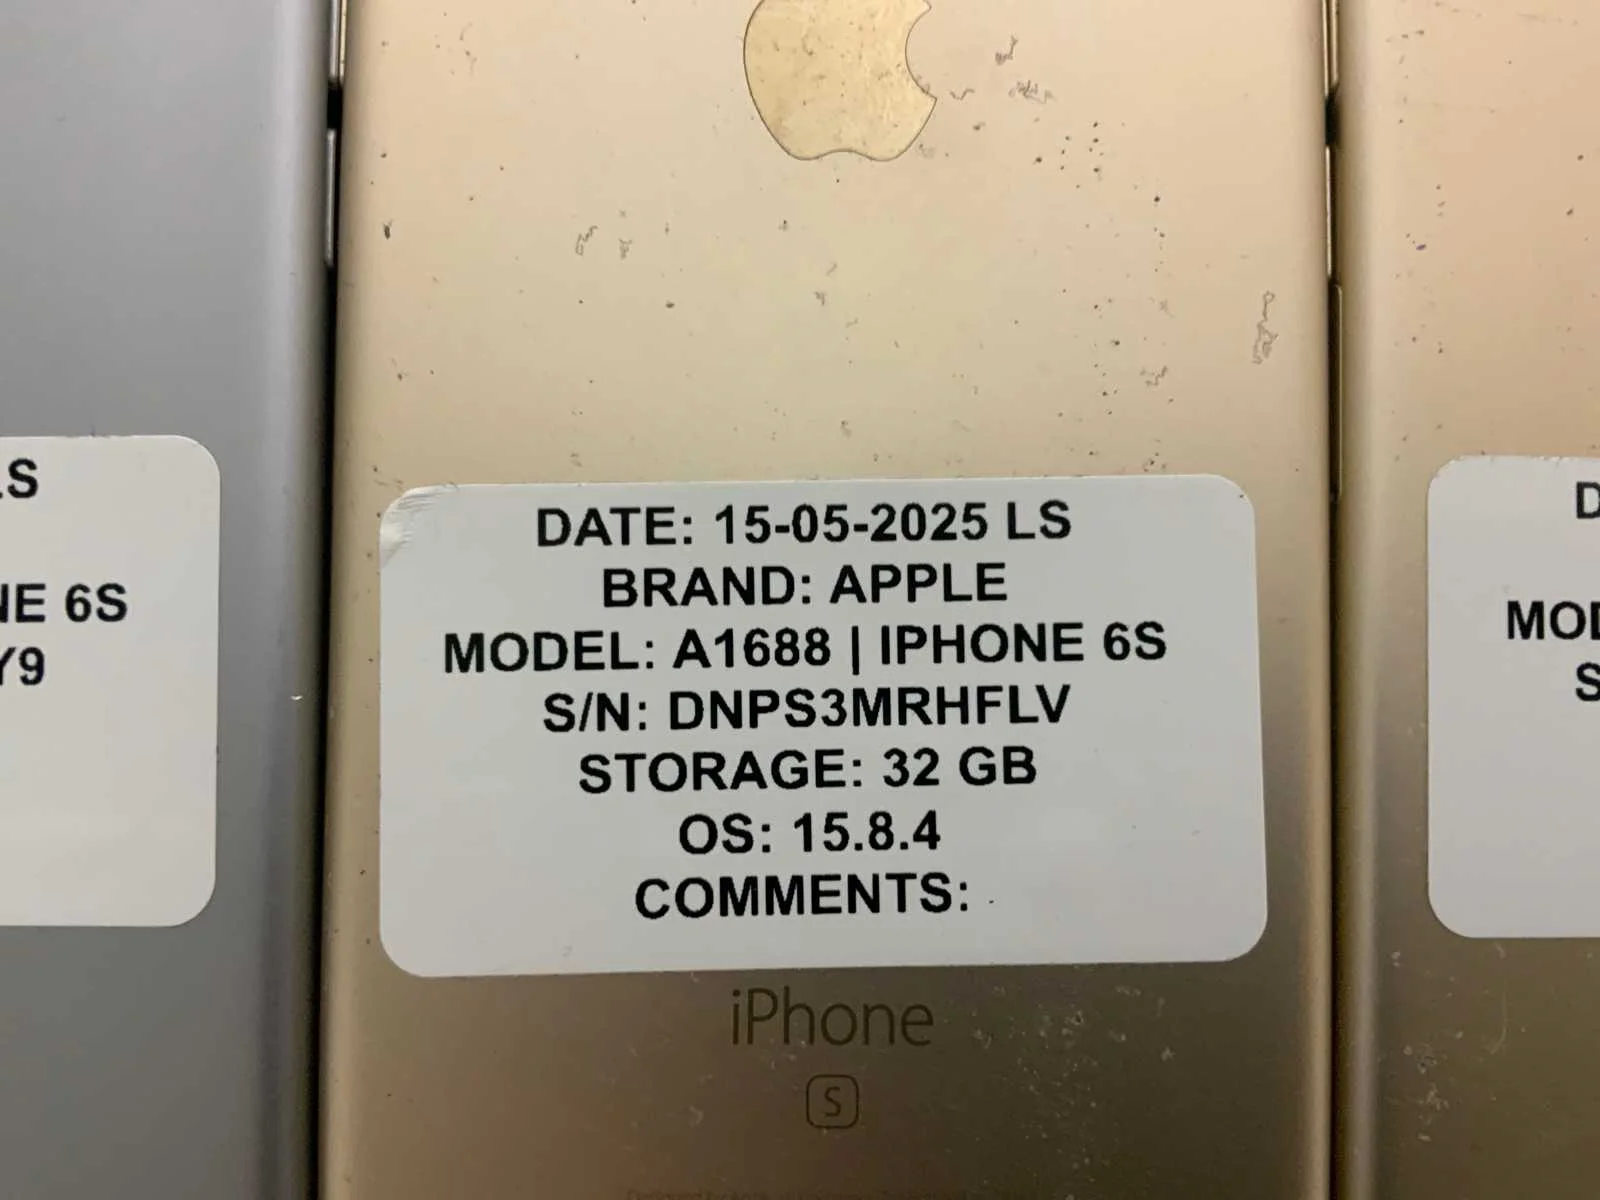 LS
NE 6S
Y9
DATE: 15-05-2025 LS
BRAND: APPLE
MODEL: A1688 | IPHONE 6S
S/N: DNPS3MRHFLV
STORAGE: 32 GB
OS: 15.8.4
COMMENTS: .
iPhone
S
D
MOD
S